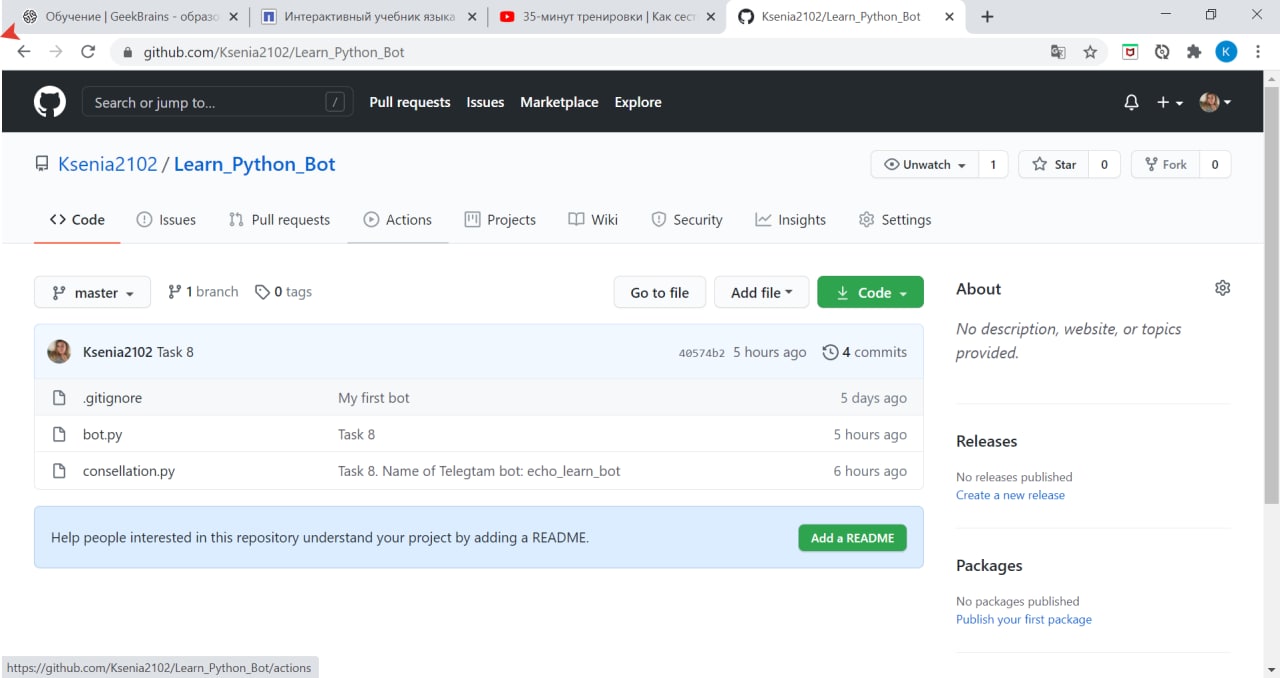 Обучение | GeekBrains - образо
Интерактивный учебник языка
35-минут тренировки | Как сест
Ksenia2102/Learn_Python_Bot
github.com/Ksenia2102/Learn_Python_Bot
K
Search or jump to...
/
Pull requests
Issues
Marketplace
Explore
Ksenia2102 / Learn_Python_Bot
Unwatch 1
Star 0
Fork 0
Code
Issues
Pull requests
Actions
Projects
Wiki
Security
Insights
Settings
master
1 branch
0 tags
Go to file
Add file
Code
Ksenia2102 Task 8
40574b2 5 hours ago
4 commits
.gitignore
My first bot
5 days ago
bot.py
Task 8
5 hours ago
consellation.py
Task 8. Name of Telegtam bot: echo_learn_bot
6 hours ago
Help people interested in this repository understand your project by adding a README.
Add a README
About
No description, website, or topics
provided.
Releases
No releases published
Create a new release
Packages
No packages published
Publish your first package
https://github.com/Ksenia2102/Learn_Python_Bot/actions